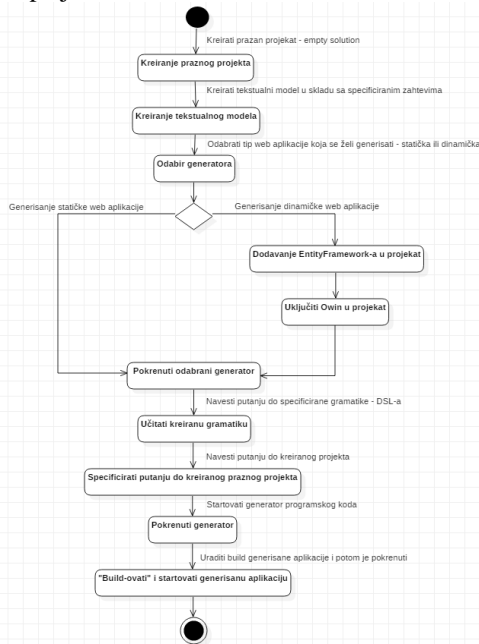 Kreirati prazan projekat - empty solution
Kreiranje praznog projekta
Kreirati tekstualni model u skladu sa specificiranim zahtevima
Kreiranje tekstualnog modela
Odabrati tip web aplikacije koja se želi generisati - statička ili dinamička
Odabir generatora
Generisanje statičke web aplikacije
Generisanje dinamičke web aplikacije
Dodavanje EntityFramework-a u projekat
Uključiti Owin u projekat
Pokrenuti odabrani generator
Navesti putanju do specificirane gramatike - DSL-a
Učitati kreiranu gramatiku
Navesti putanju do kreiranog projekta
Specificirati putanju do kreiranog praznog projekta
Startovati generator programskog koda
Pokrenuti generator
Uraditi build generisane aplikacije i potom je pokrenuti
"Build-ovati" i startovati generisanu aplikaciju